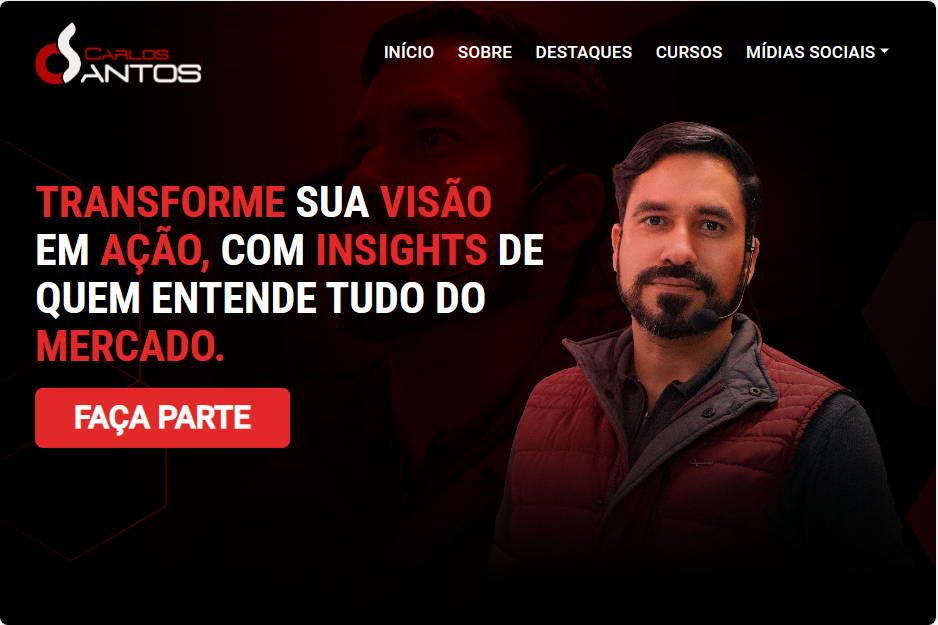 CARLOS
SANTOS
INÍCIO SOBRE DESTAQUES CURSOS MÍDIAS SOCIAIS
TRANSFORME SUA VISÃO
EM AÇÃO, COM INSIGHTS DE
QUEM ENTENDE TUDO DO
MERCADO.
FAÇA PARTE